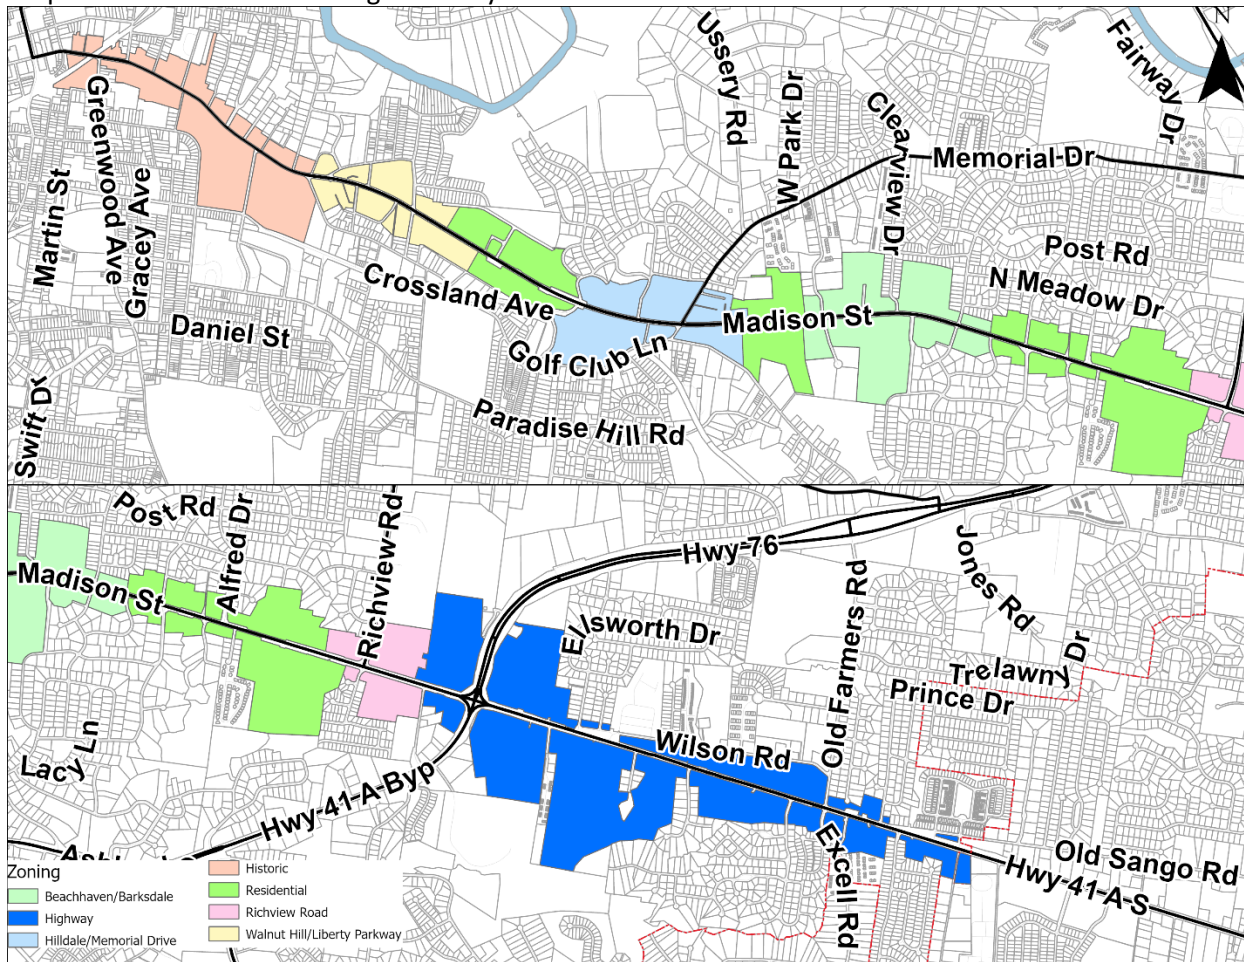 N
Ussery Rd
W Park Dr
Clearview Dr
Fairway Dr
Memorial Dr
Greenwood Ave
Martin St
Gracey Ave
Post Rd
N Meadow Dr
Crossland Ave
Daniel St
Madison St
Golf Club Ln
Paradise Hill Rd
Swift Dr
Post Rd
Alfred Dr
Richview Rd
Hwy 76
Jones Rd
Madison St
Ellsworth Dr
Old Farmers Rd
Trelawny Dr
Prince Dr
Wilson Rd
Lacy Ln
Hwy 41-A Byp
Excell Rd
Old Sango Rd
Hwy-41-A-S
Zoning
Beachhaven/Barksdale
Highway
Hilldale/Memorial Drive
Historic
Residential
Richview Road
Walnut Hill/Liberty Parkway